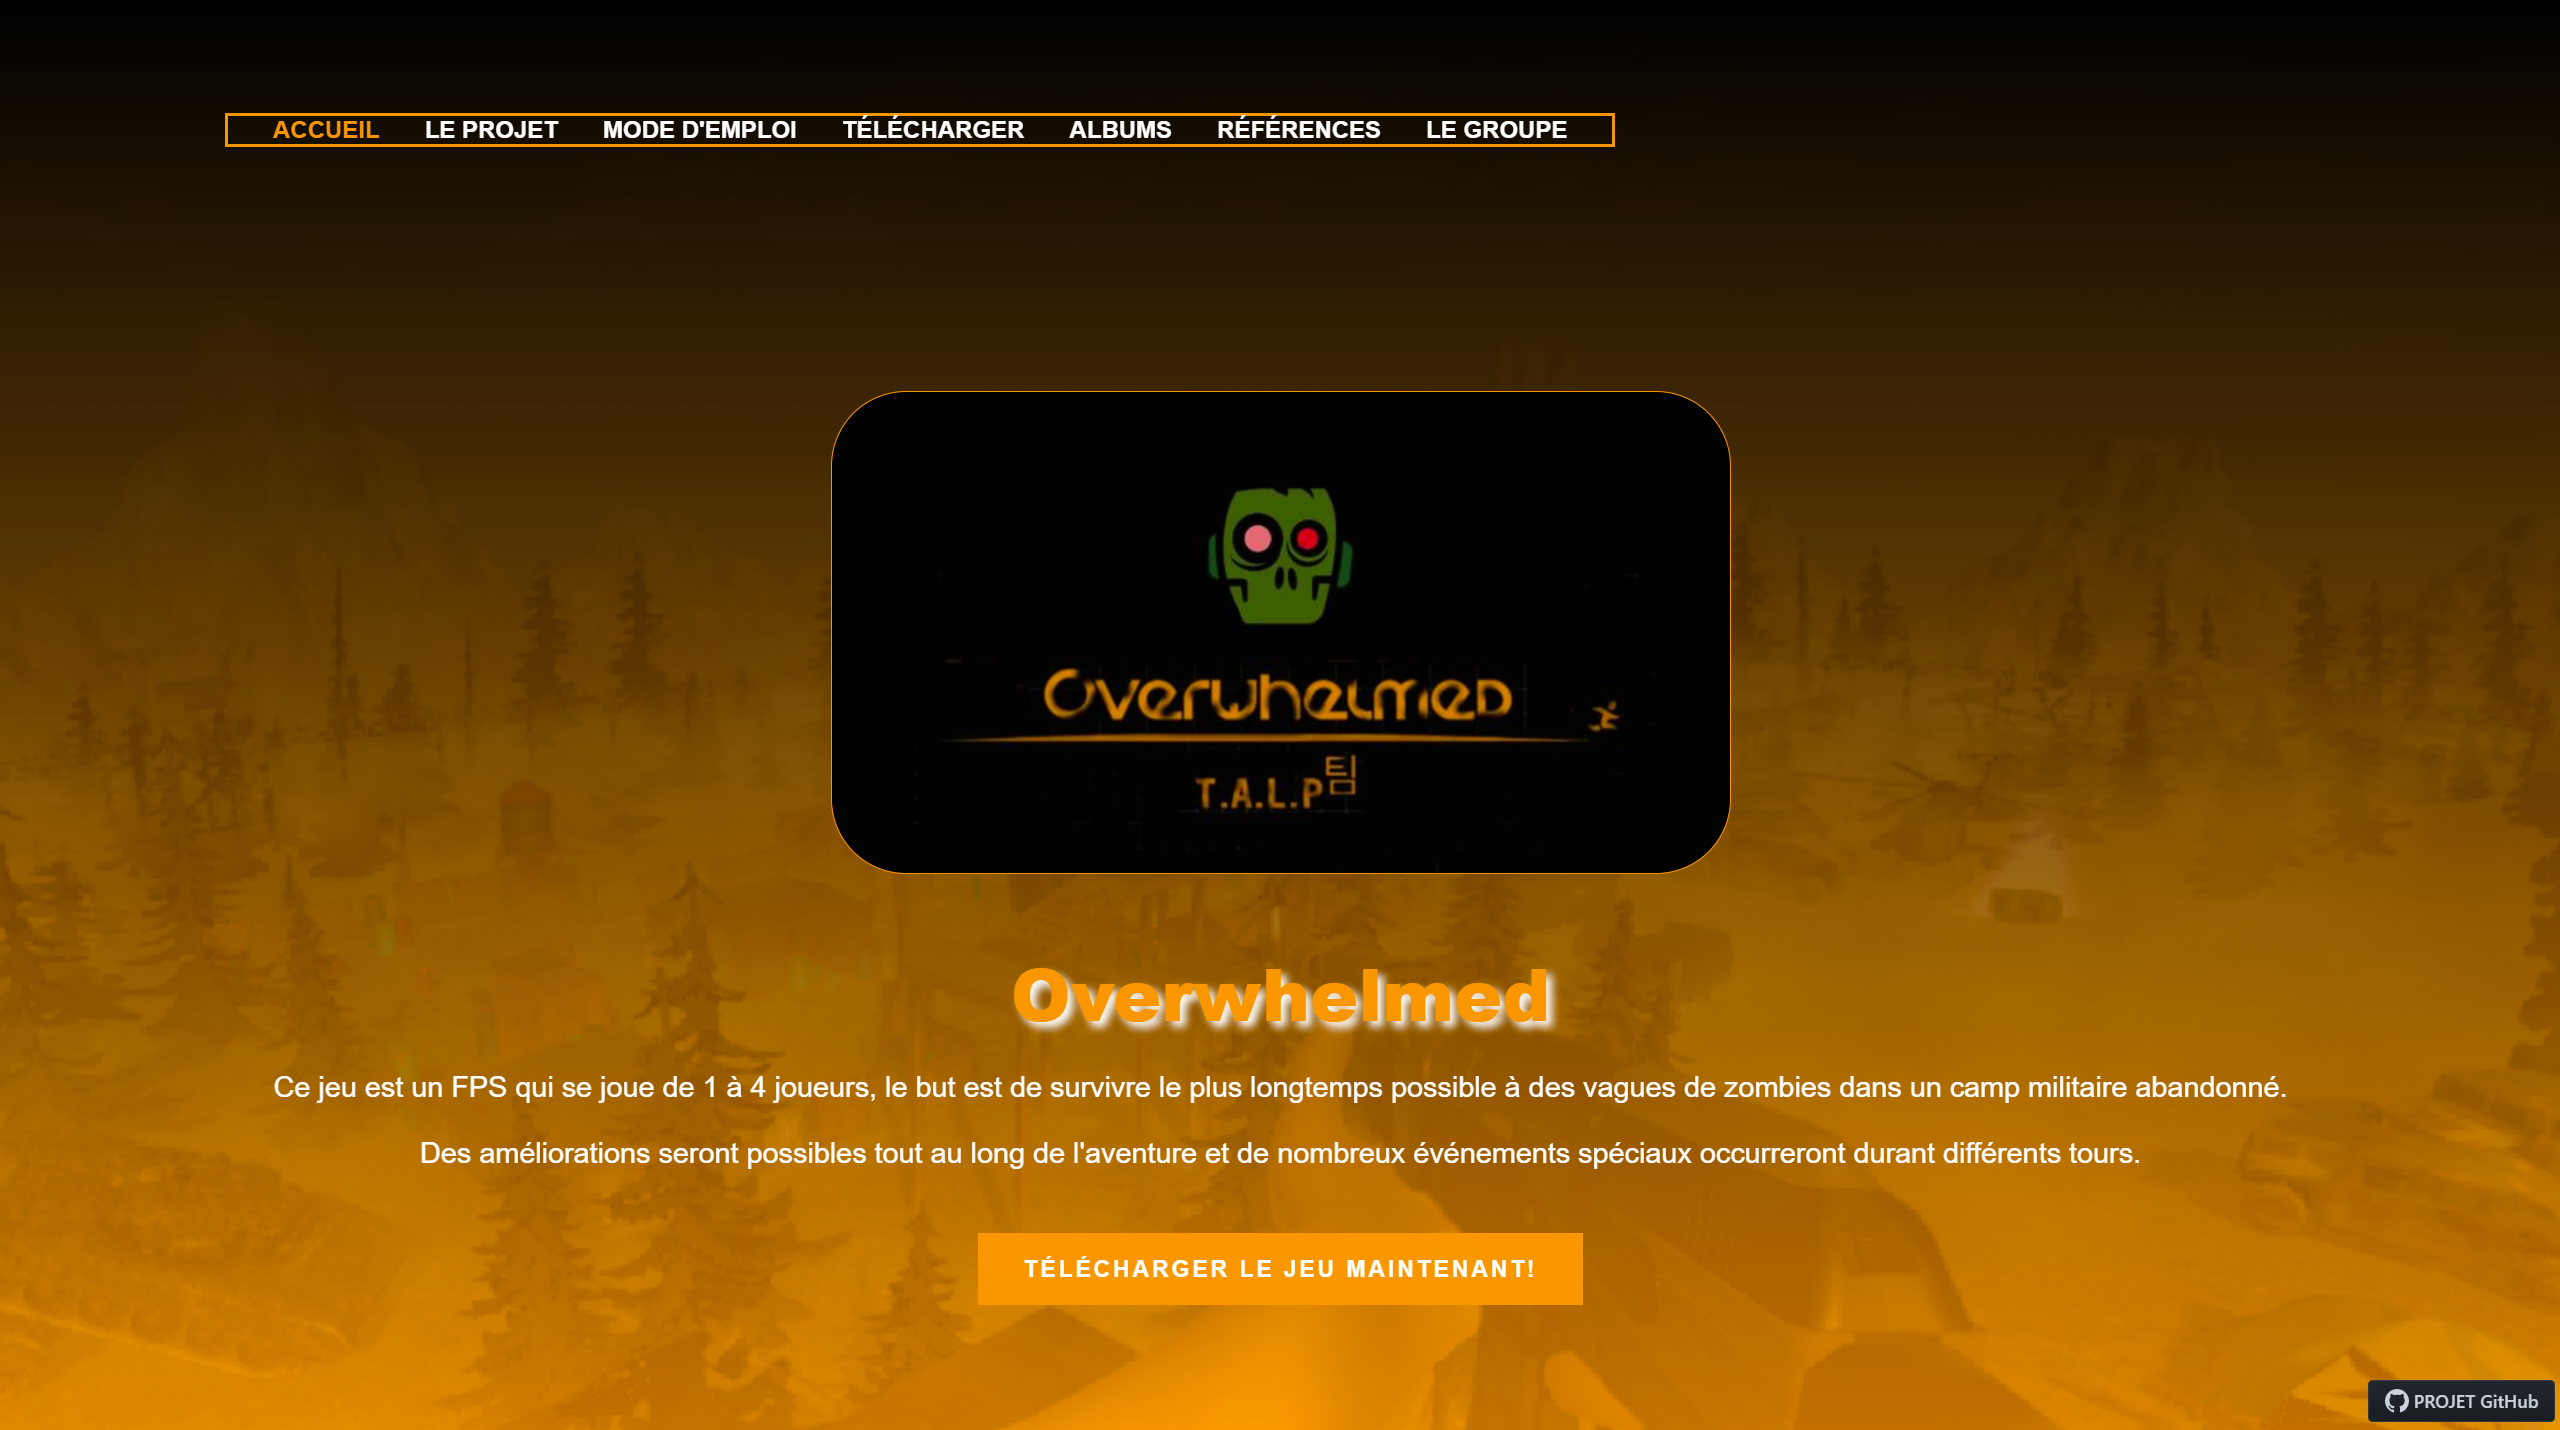 ACCUEIL LE PROJET MODE D'EMPLOI TÉLÉCHARGER ALBUMS RÉFÉRENCES LE GROUPE
Overwhelmed
T.A.L.P팀
Overwhelmed
Ce jeu est un FPS qui se joue de 1 à 4 joueurs, le but est de survivre le plus longtemps possible à des vagues de zombies dans un camp militaire abandonné.
Des améliorations seront possibles tout au long de l'aventure et de nombreux événements spéciaux occurreront durant différents tours.
TÉLÉCHARGER LE JEU MAINTENANT!
PROJET GitHub